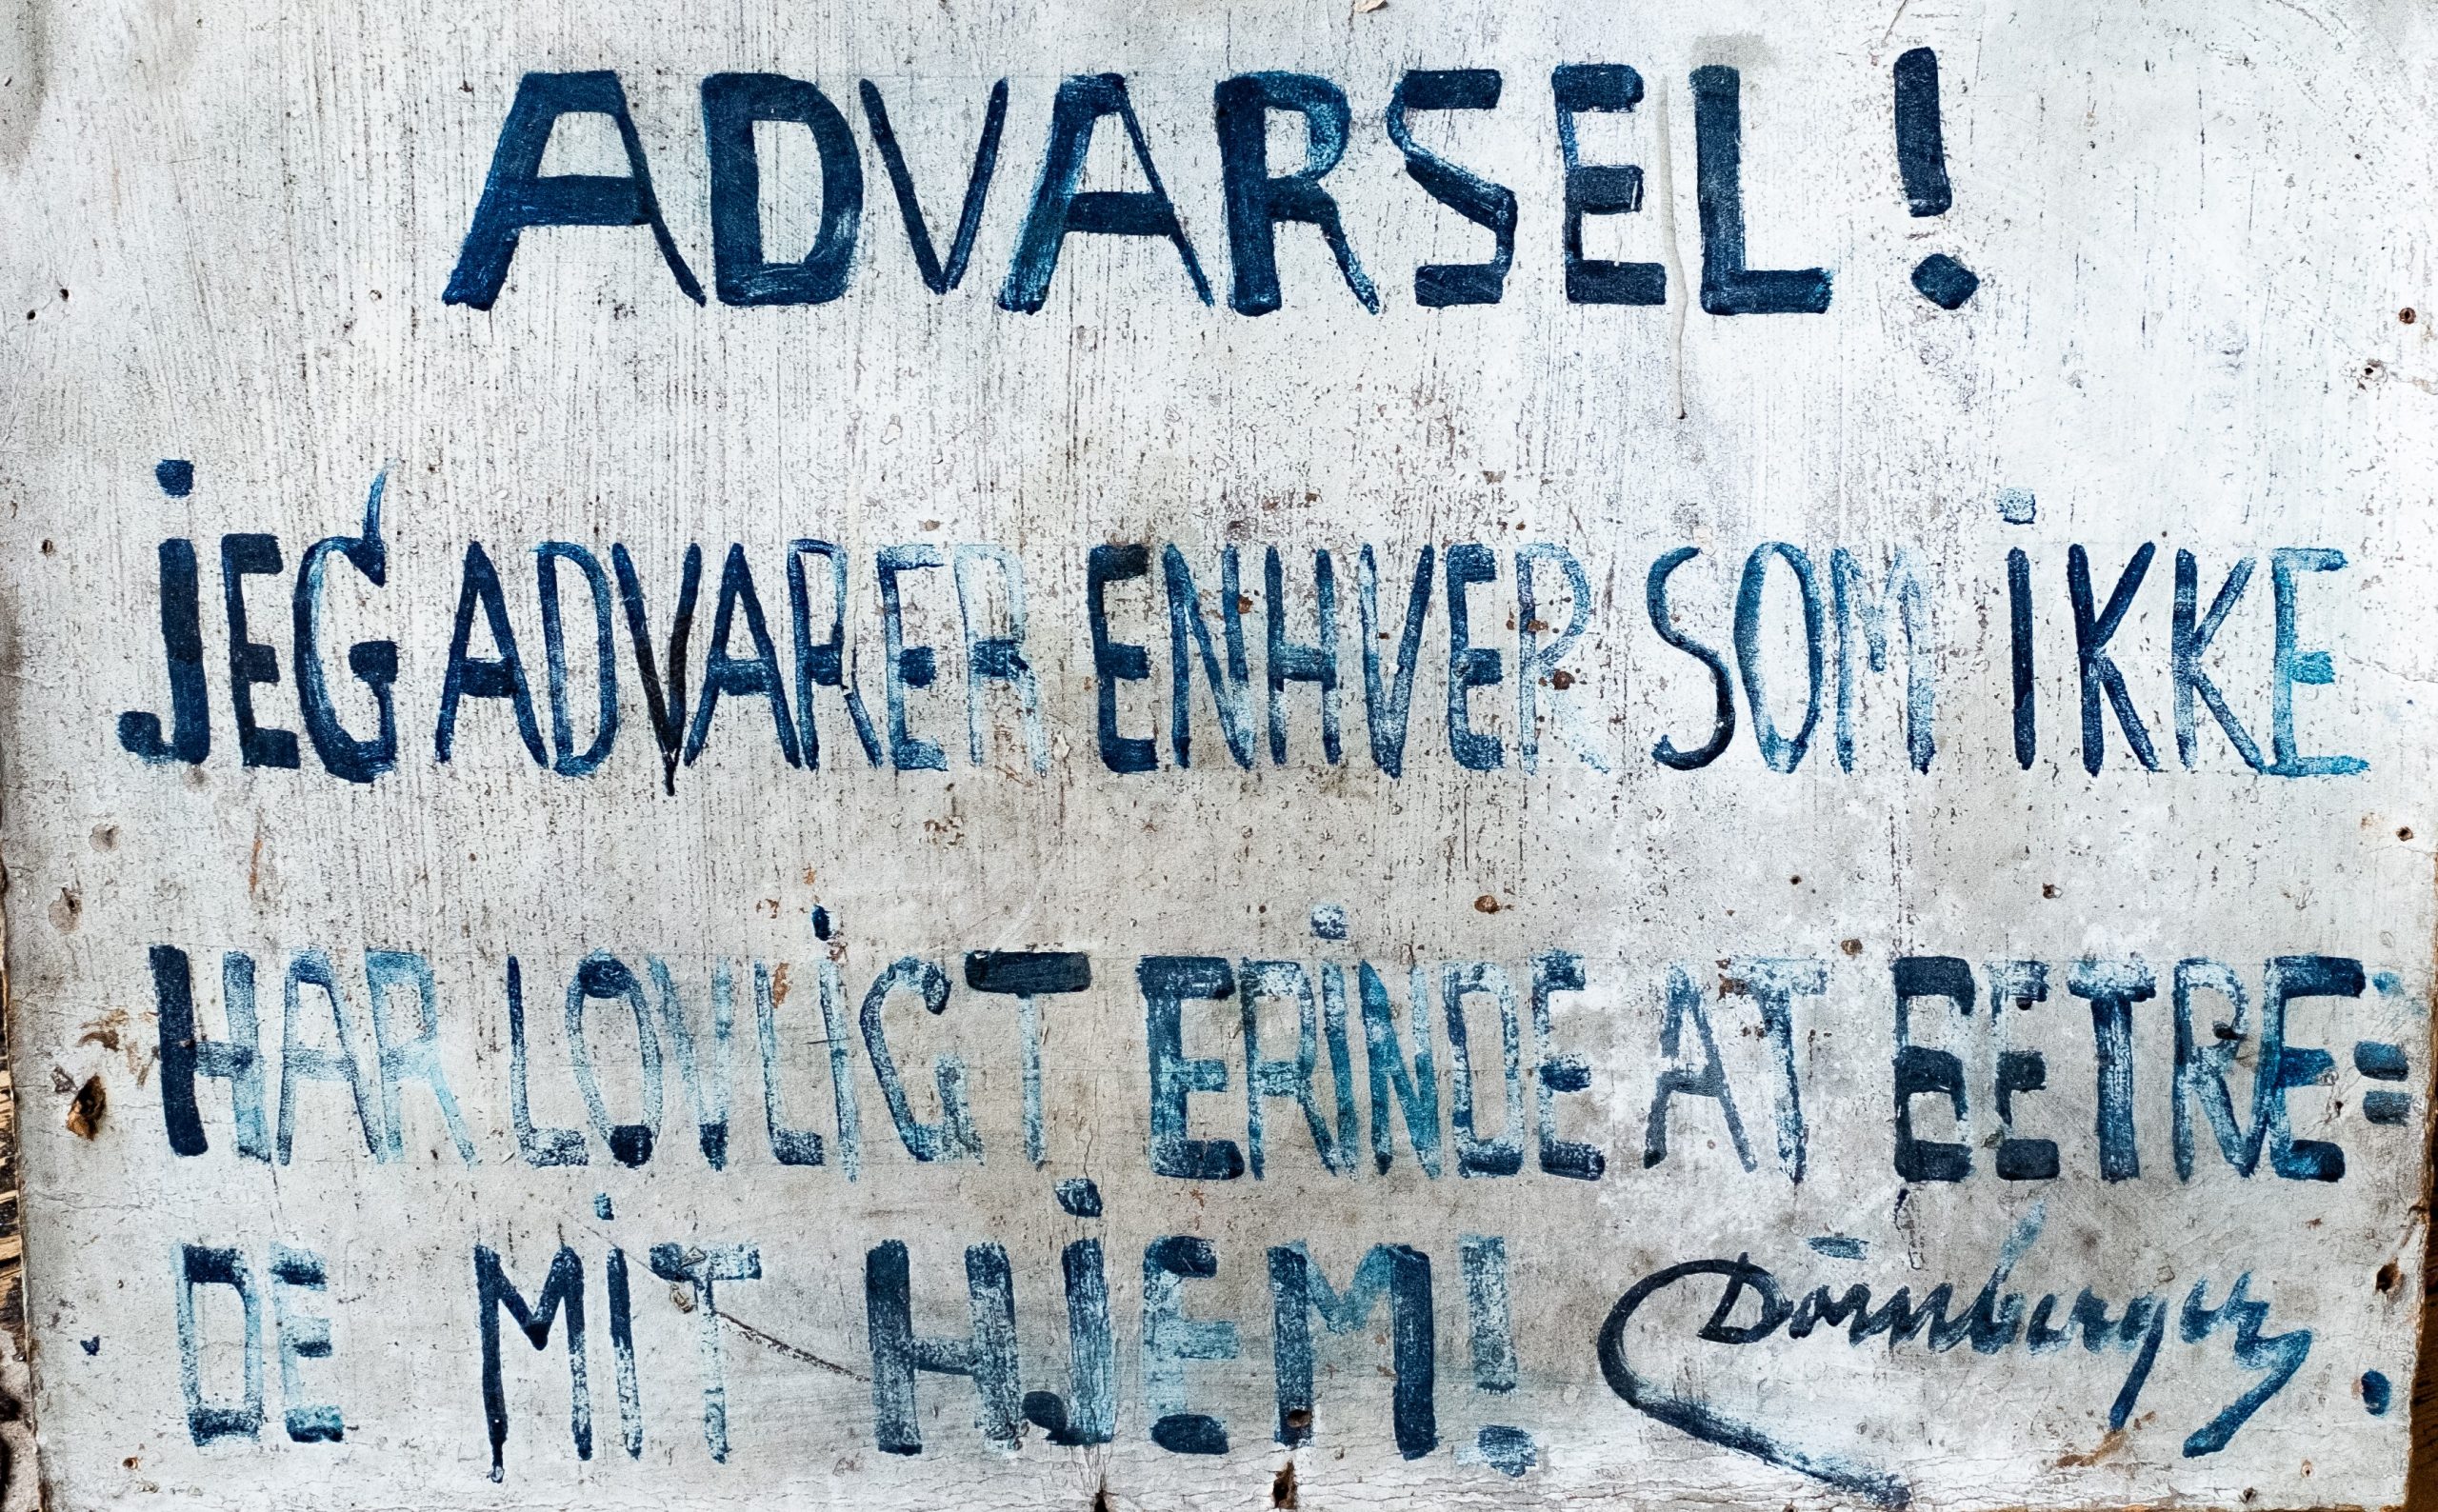 ADVARSEL!
jEG ADVARER ENHVER SOM iKKE
HAR LOVLiGT ERiNDE AT BETRE=
DE MiT HjEM! Dornberger.